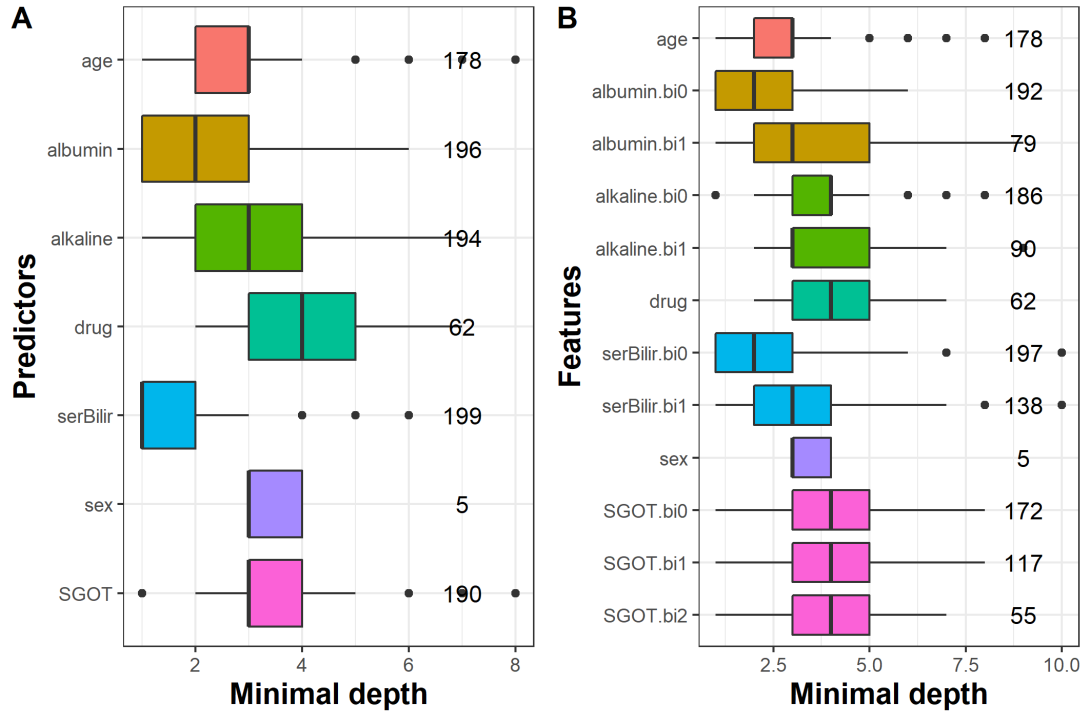 A
Predictors
age 178
albumin 196
alkaline 194
drug 62
serBilir 199
sex 5
SGOT 190
2 4 6 8
Minimal depth
B
Features
age 178
albumin.bi0 192
albumin.bi1 79
alkaline.bi0 186
alkaline.bi1 90
drug 62
serBilir.bi0 197
serBilir.bi1 138
sex 5
SGOT.bi0 172
SGOT.bi1 117
SGOT.bi2 55
2.5 5.0 7.5 10.0
Minimal depth